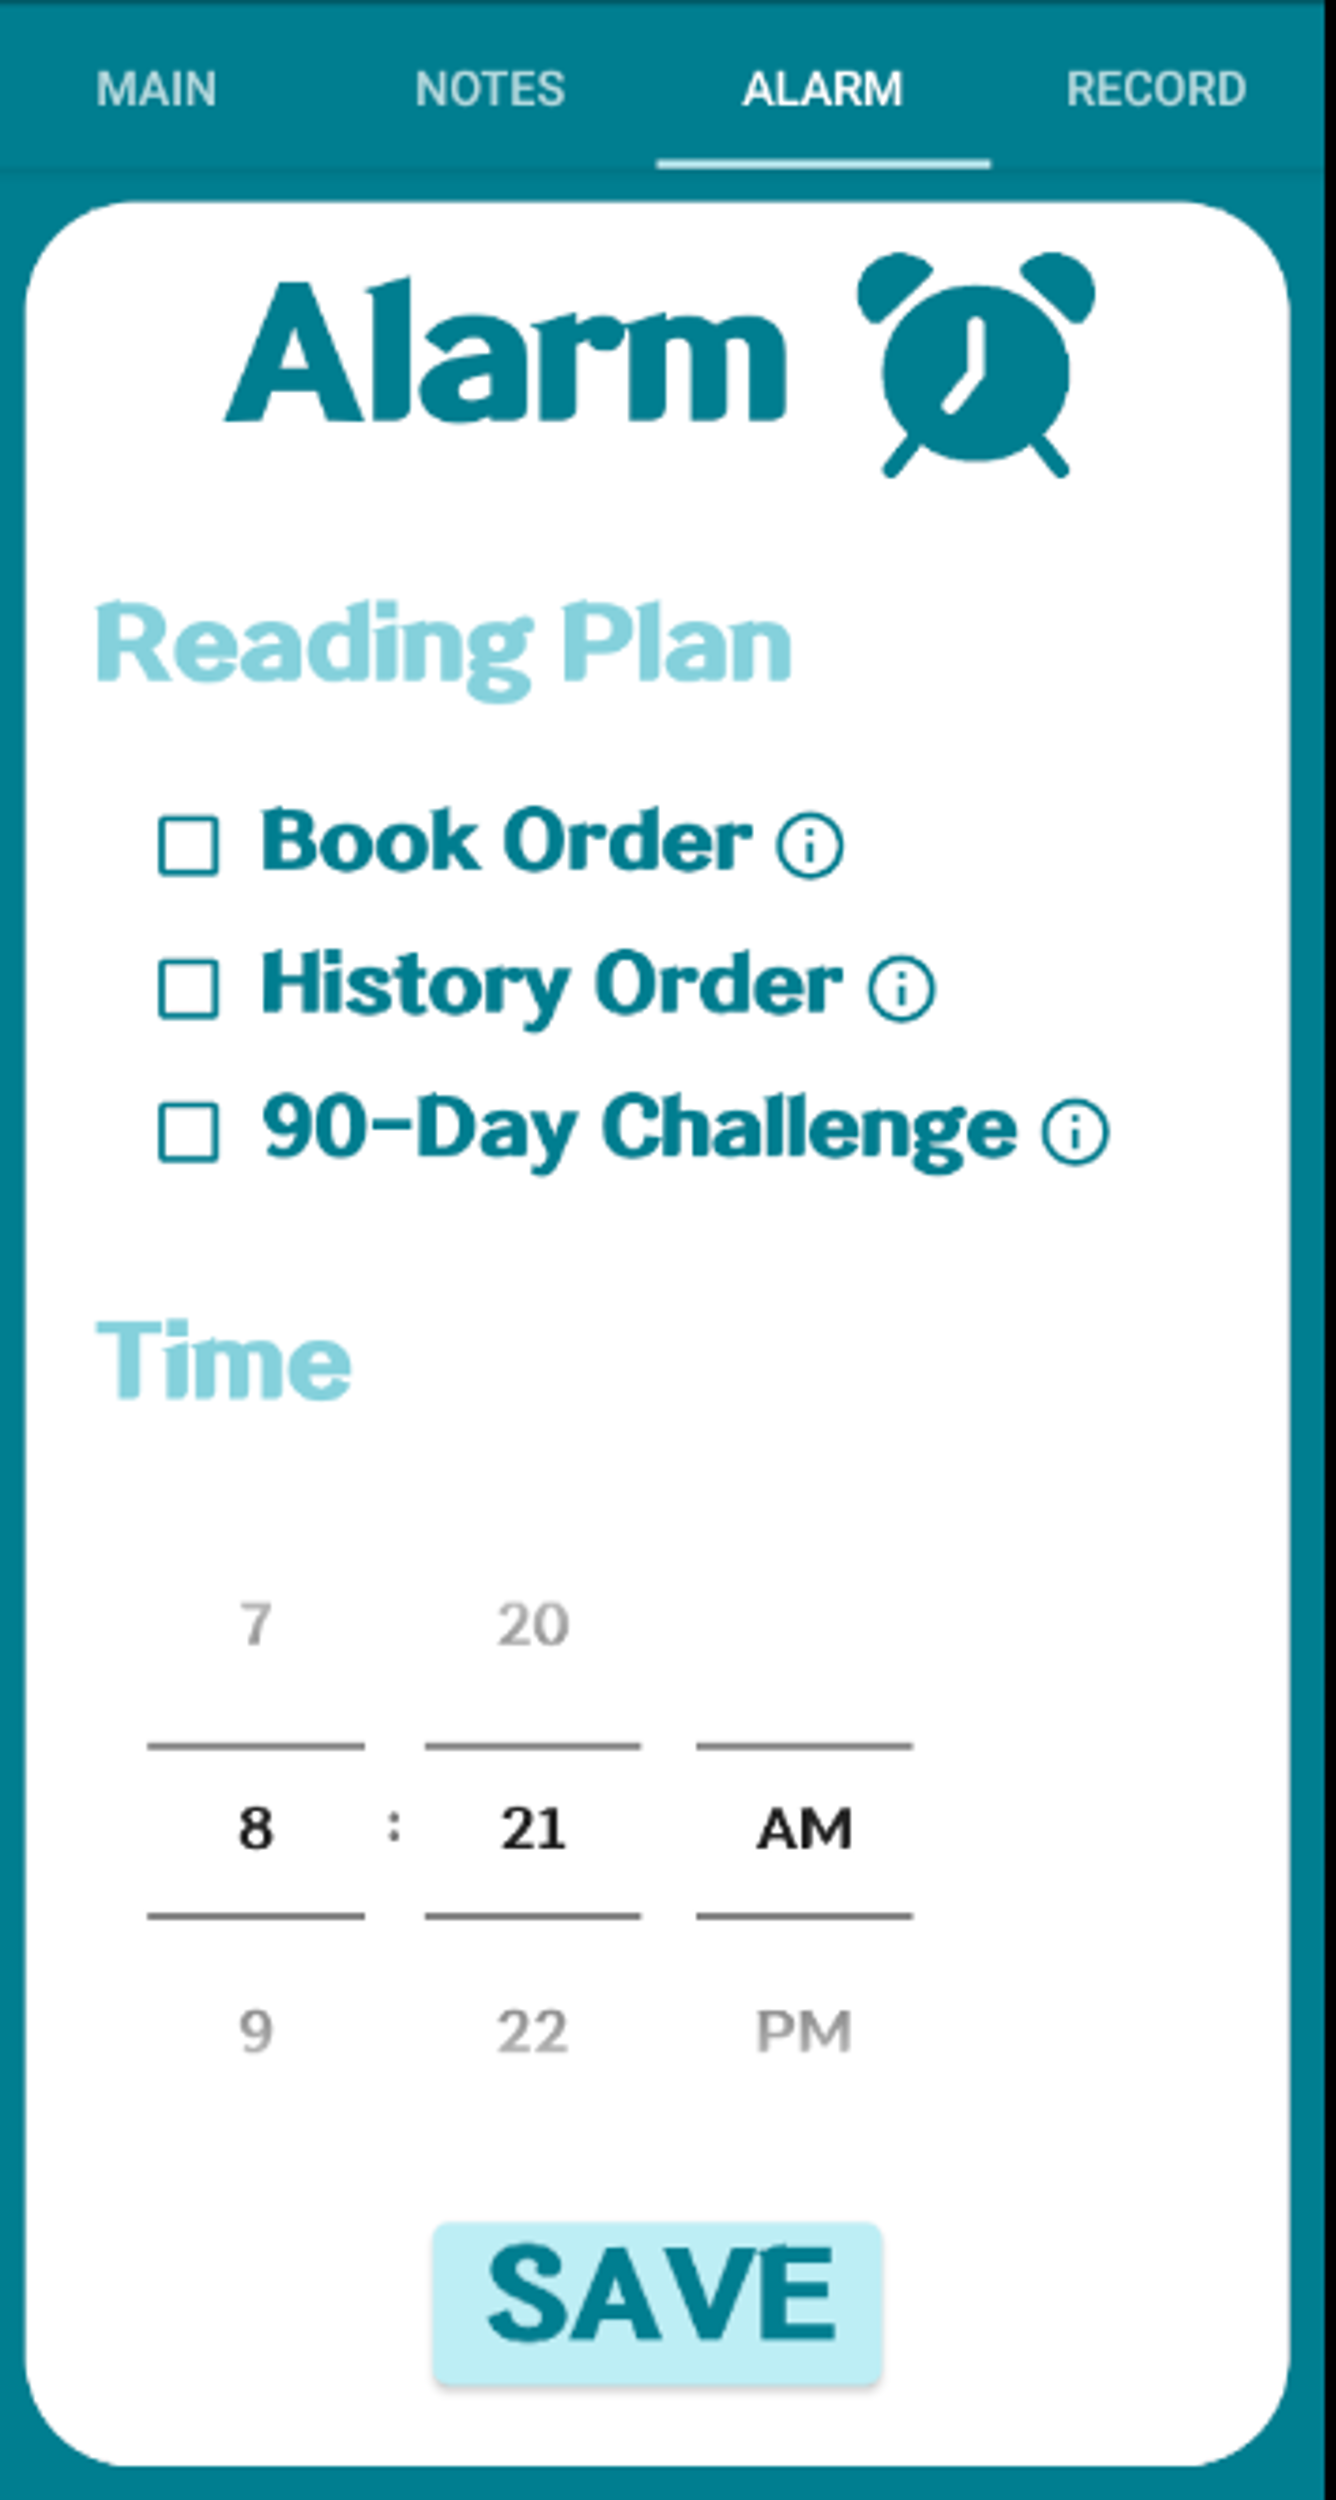 MAIN NOTES ALARM RECORD
Alarm
Reading Plan
Book Order
History Order
90-Day Challenge
Time
7 20
8 : 21 AM
9 22 PM
SAVE